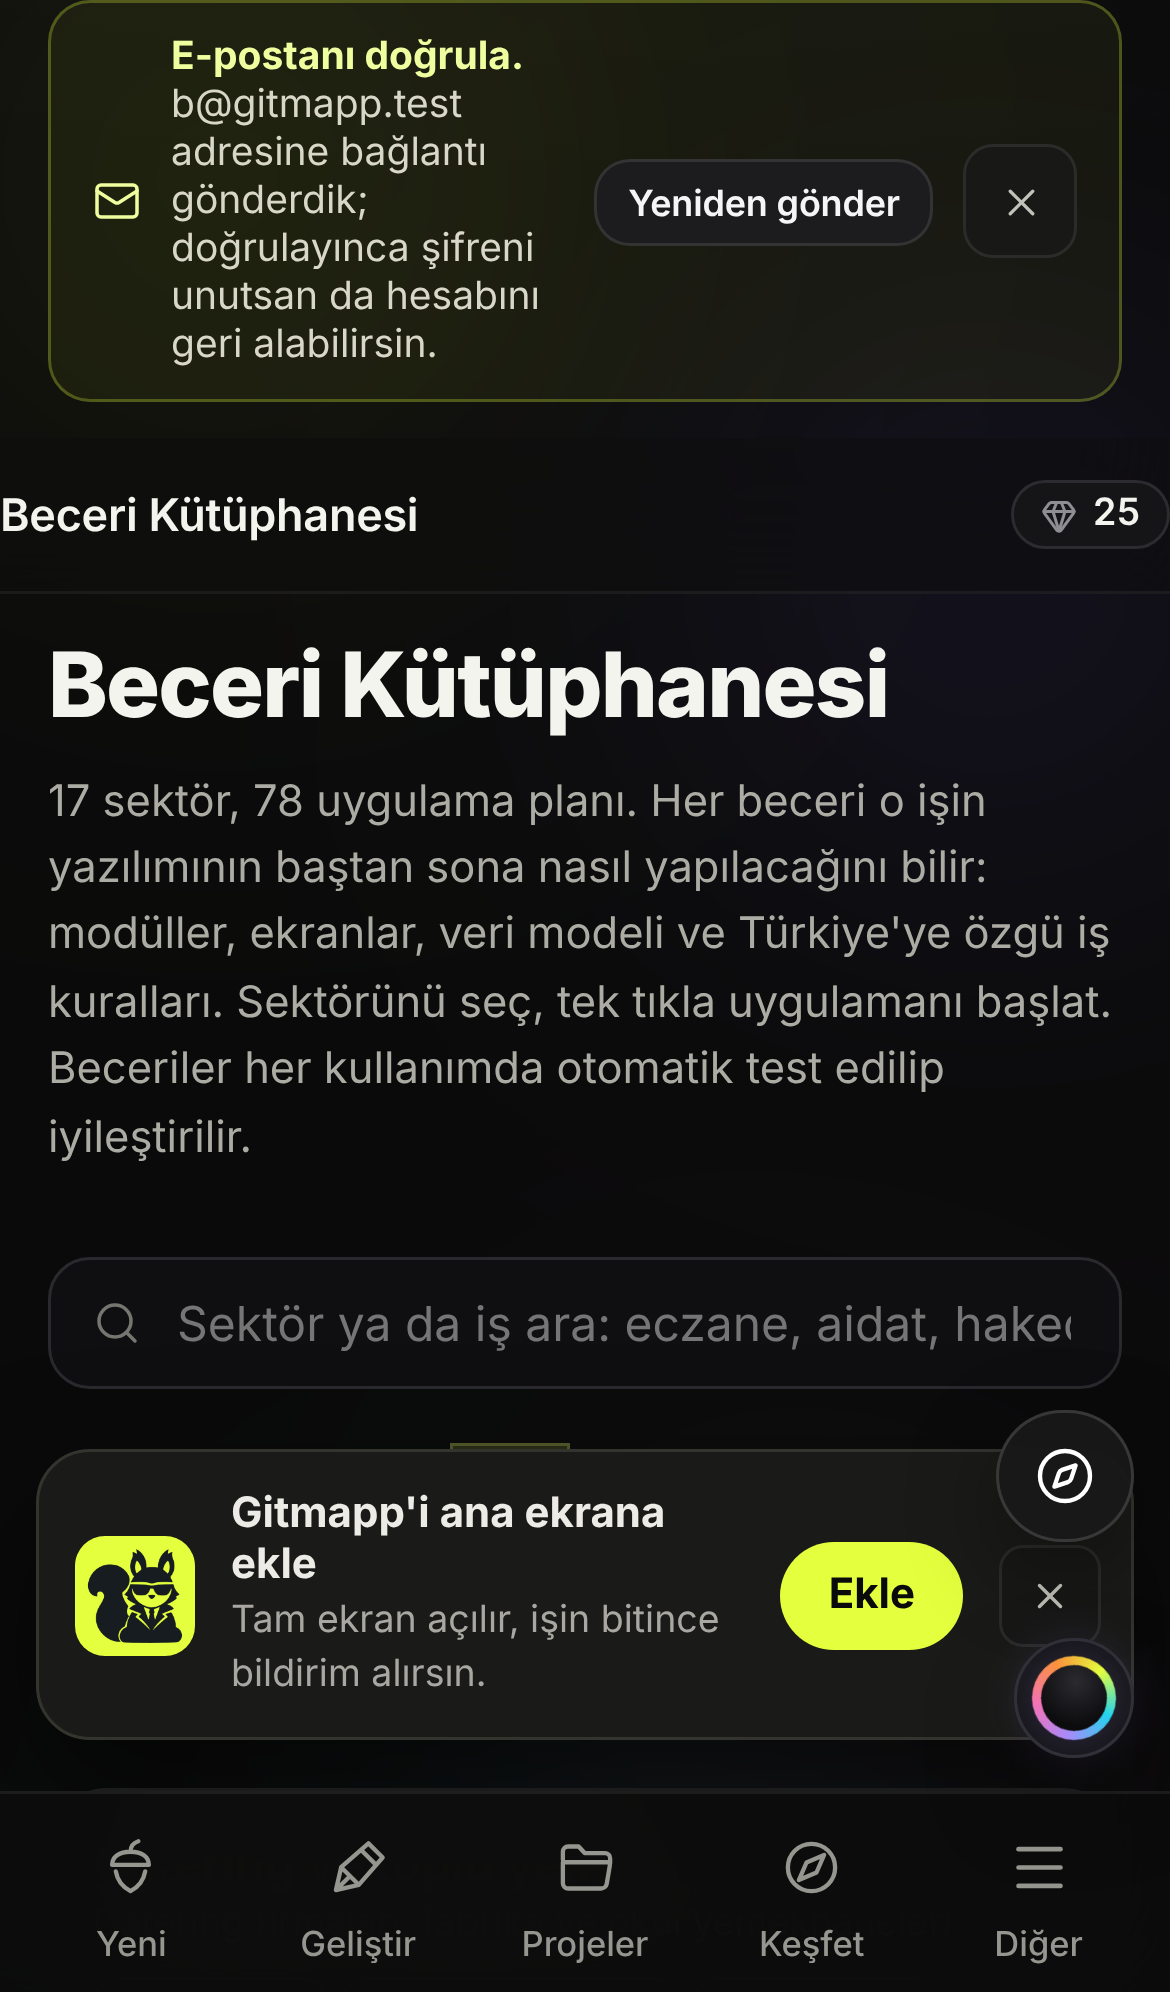 E-postanı doğrula.
b@gitmapp.test
adresine bağlantı
gönderdik;
doğrulayınca şifreni
unutsan da hesabını
geri alabilirsin.
Yeniden gönder
Beceri Kütüphanesi
25
Beceri Kütüphanesi
17 sektör, 78 uygulama planı. Her beceri o işin
yazılımının baştan sona nasıl yapılacağını bilir:
modüller, ekranlar, veri modeli ve Türkiye'ye özgü iş
kuralları. Sektörünü seç, tek tıkla uygulamanı başlat.
Beceriler her kullanımda otomatik test edilip
iyileştirilir.
Sektör ya da iş ara: eczane, aidat,
Gitmapp'i ana ekrana
ekle
Tam ekran açılır, işin bitince
bildirim alırsın.
Ekle
Yeni
Geliştir
Projeler
Keşfet
Diğer